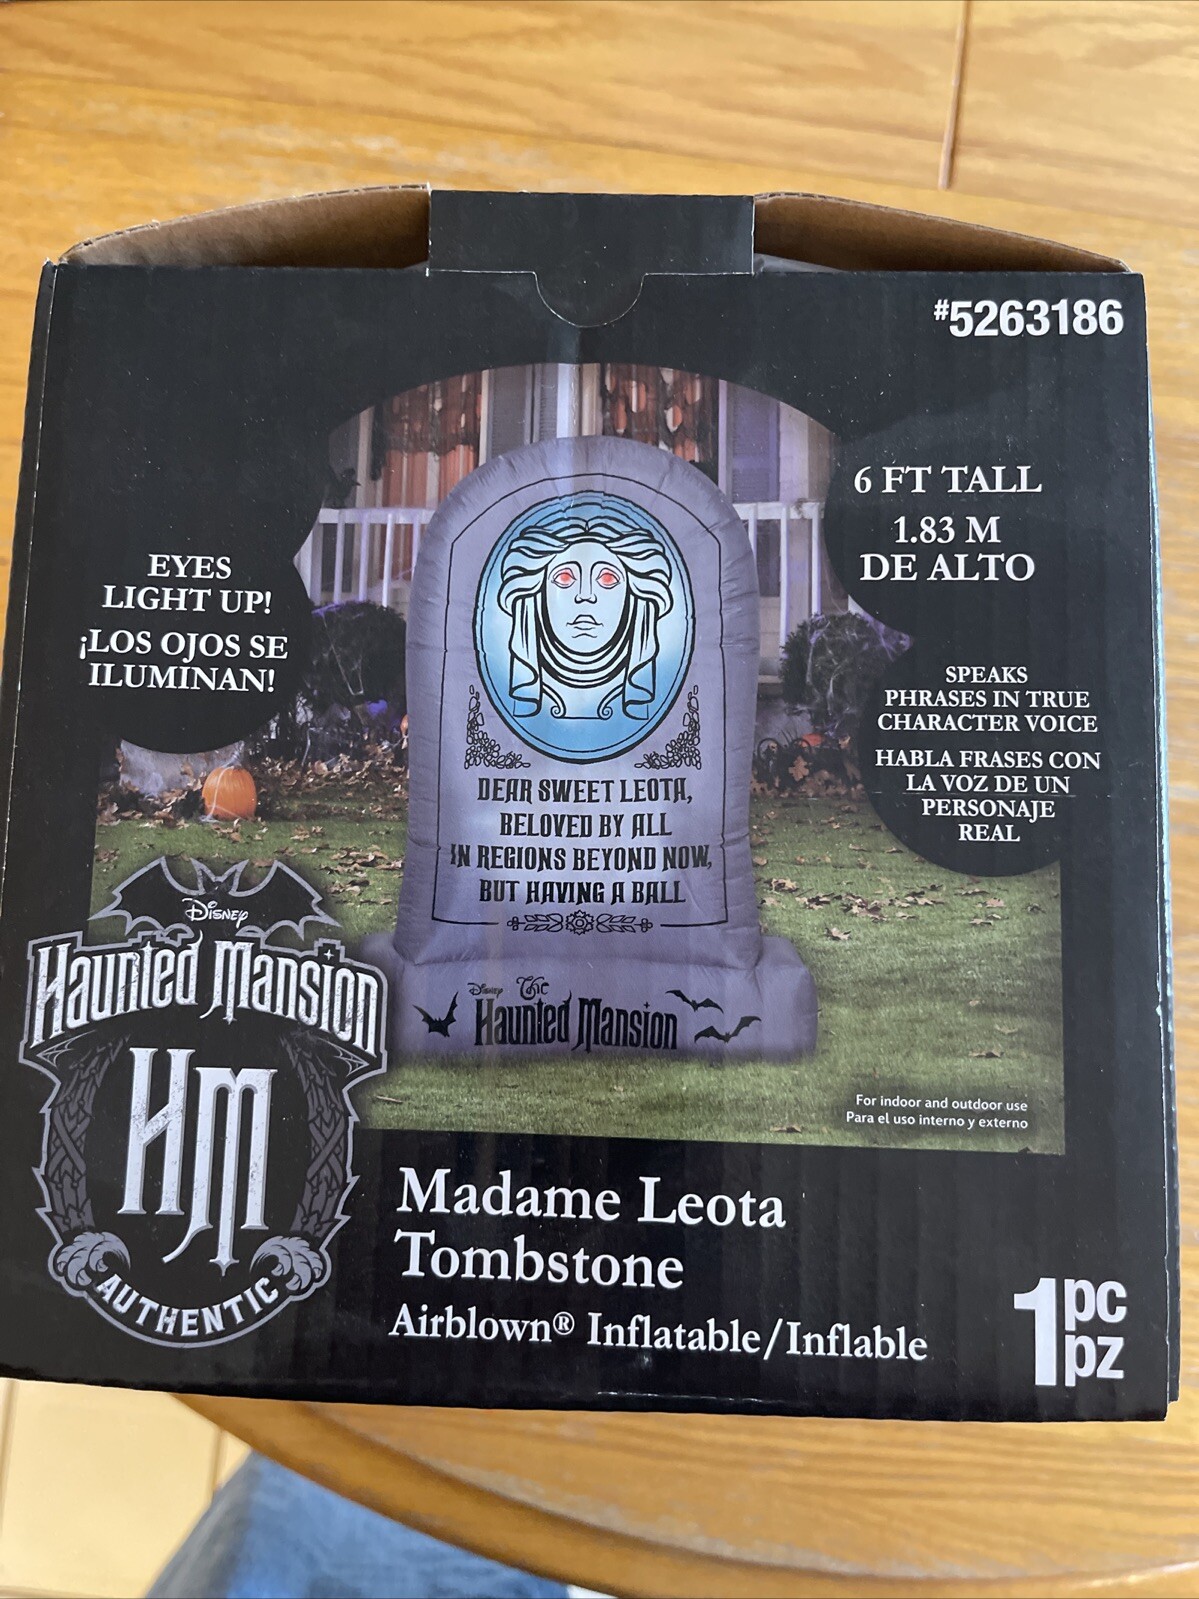 #5263186
6 FT TALL
1.83 M
DE ALTO
EYES
LIGHT UP!
¡LOS OJOS SE
ILUMINAN!
SPEAKS
PHRASES IN TRUE
CHARACTER VOICE
HABLA FRASES CON
LA VOZ DE UN
PERSONAJE
REAL
DEAR SWEET LEOTA,
BELOVED BY ALL
IN REGIONS BEYOND NOW,
BUT HAVING A BALL
Disney The
Haunted Mansion
Disney
Haunted Mansion
HM
AUTHENTIC
For indoor and outdoor use
Para el uso interno y externo
Madame Leota
Tombstone
Airblown® Inflatable/Inflable
1 pc
pz